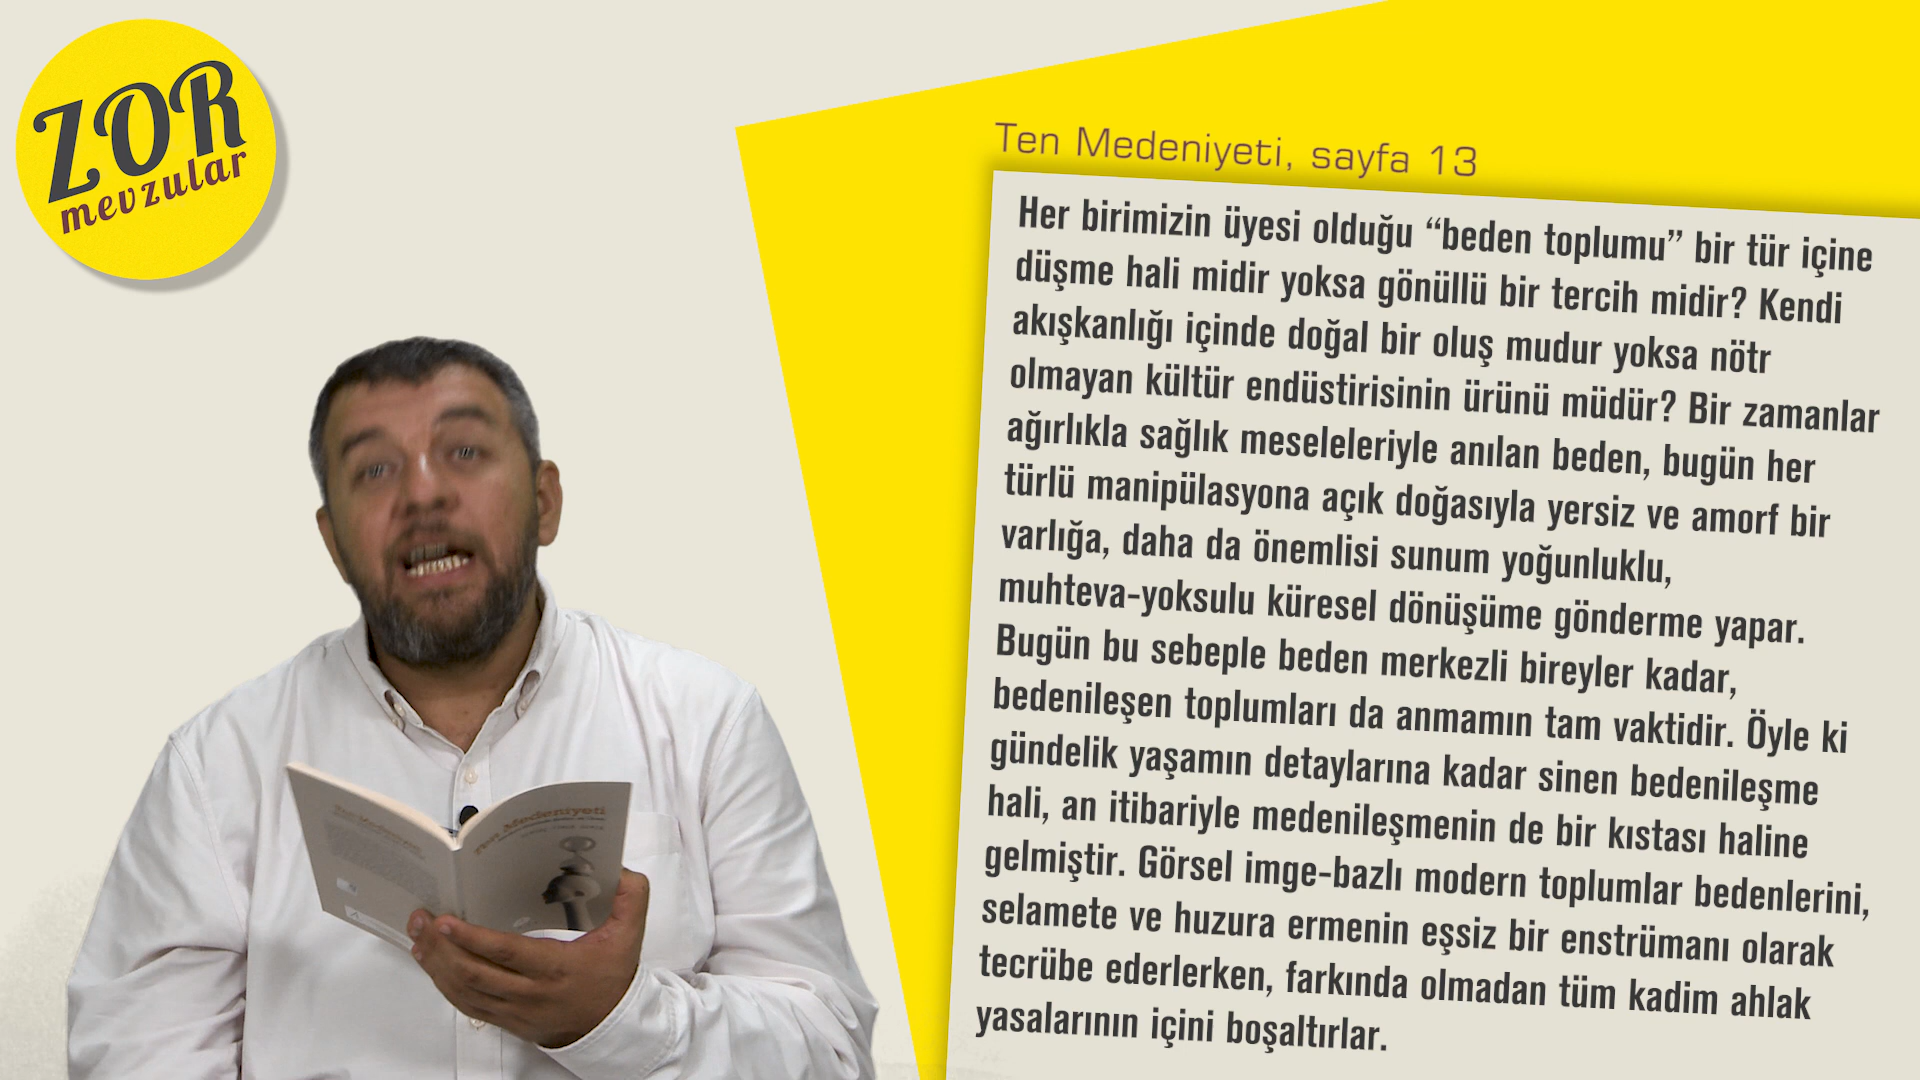 ZOR
mevzular
Ten Medeniyeti, sayfa 13
Her birimizin üyesi olduğu “beden toplumu” bir tür içine
düşme hali midir yoksa gönüllü bir tercih midir? Kendi
akışkanlığı içinde doğal bir oluş mudur yoksa nötr
olmayan kültür endüstirisinin ürünü müdür? Bir zamanlar
ağırlıkla sağlık meseleleriyle anılan beden, bugün her
türlü manipülasyona açık doğasıyla yersiz ve amorf bir
varlığa, daha da önemlisi sunum yoğunluklu,
muhteva-yoksulu küresel dönüşüme gönderme yapar.
Bugün bu sebeple beden merkezli bireyler kadar,
bedenileşen toplumları da anmamın tam vaktidir. Öyle ki
gündelik yaşamın detaylarına kadar sinen bedenileşme
hali, an itibariyle medenileşmenin de bir kıstası haline
gelmiştir. Görsel imge-bazlı modern toplumlar bedenlerini,
selamete ve huzura ermenin eşsiz bir enstrümanı olarak
tecrübe ederlerken, farkında olmadan tüm kadim ahlak
yasalarının içini boşaltırlar.
Ten Medeniyeti